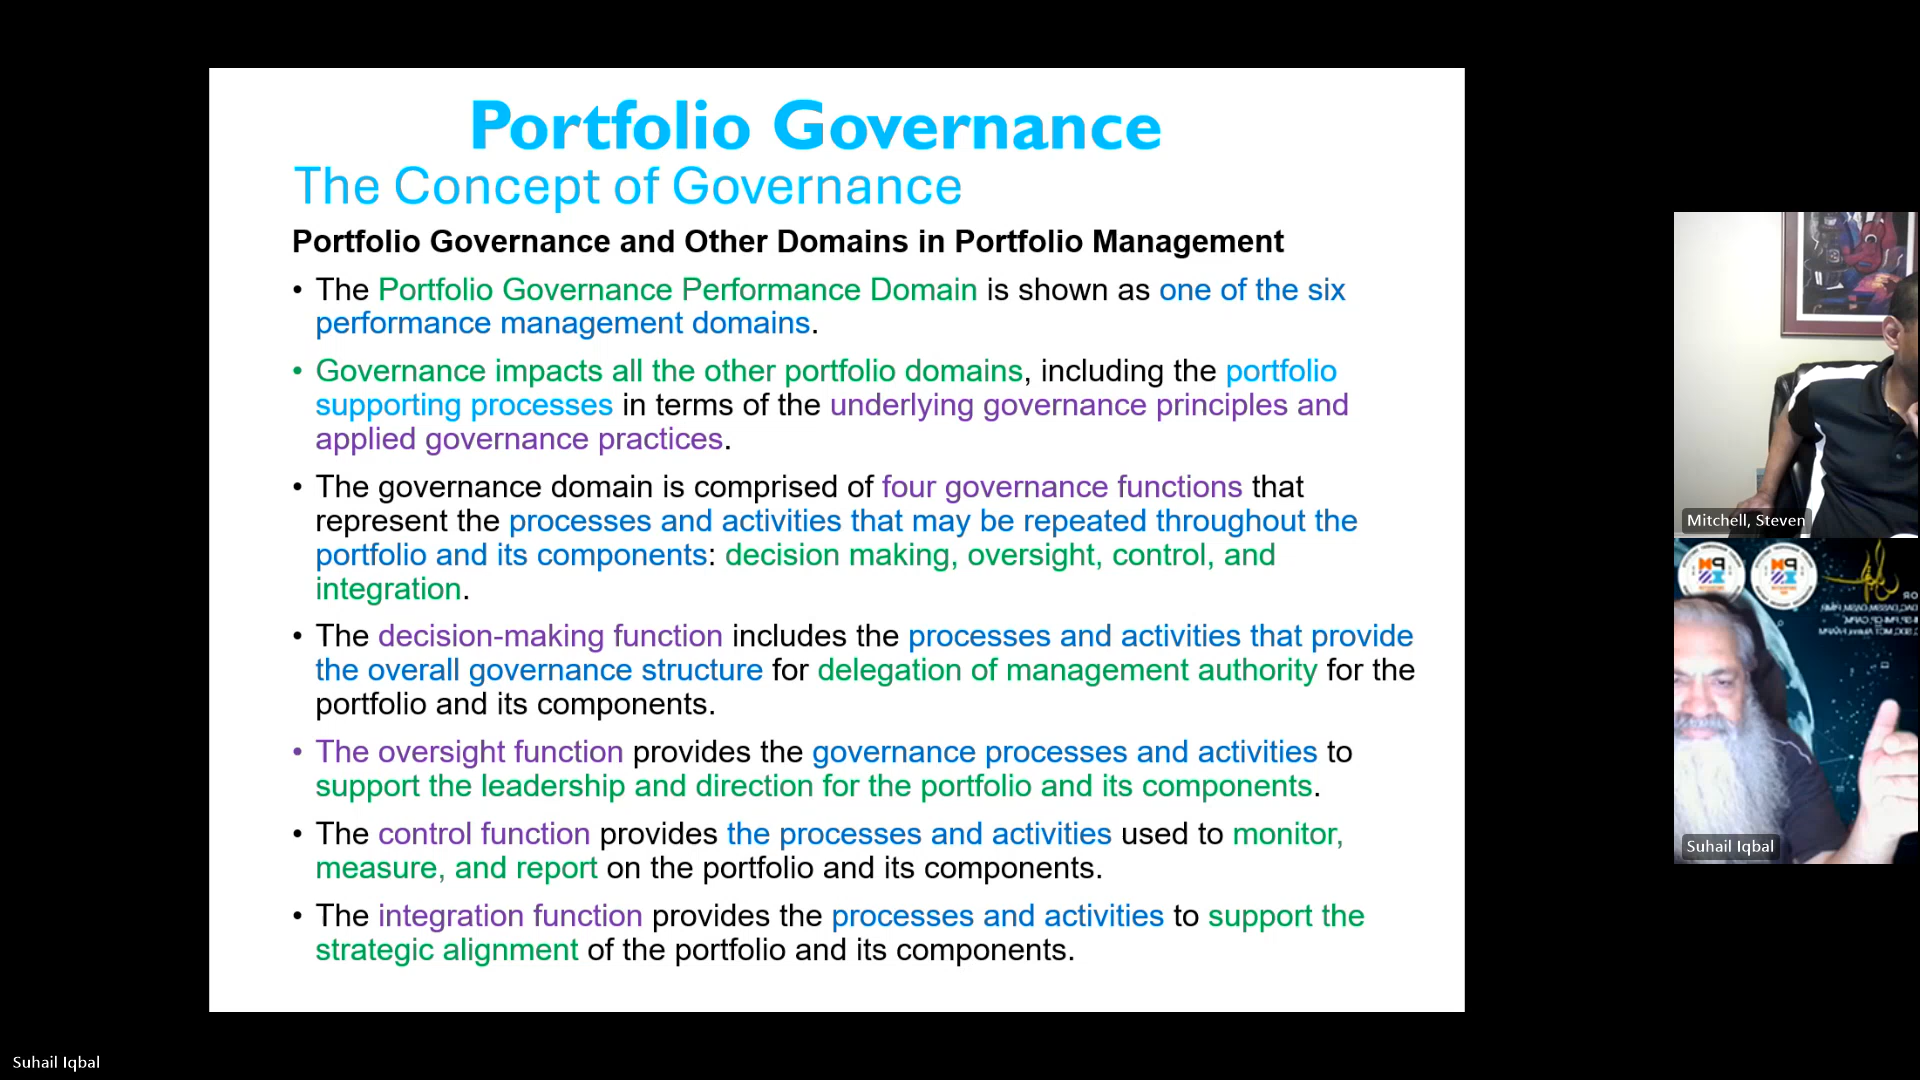 Portfolio Governance
The Concept of Governance
Portfolio Governance and Other Domains in Portfolio Management
• The Portfolio Governance Performance Domain is shown as one of the six
performance management domains.
• Governance impacts all the other portfolio domains, including the portfolio
supporting processes in terms of the underlying governance principles and
applied governance practices.
• The governance domain is comprised of four governance functions that
represent the processes and activities that may be repeated throughout the
portfolio and its components: decision making, oversight, control, and
integration.
• The decision-making function includes the processes and activities that provide
the overall governance structure for delegation of management authority for the
portfolio and its components.
• The oversight function provides the governance processes and activities to
support the leadership and direction for the portfolio and its components.
• The control function provides the processes and activities used to monitor,
measure, and report on the portfolio and its components.
• The integration function provides the processes and activities to support the
strategic alignment of the portfolio and its components.
Mitchell, Steven
Suhail Iqbal
Suhail Iqbal